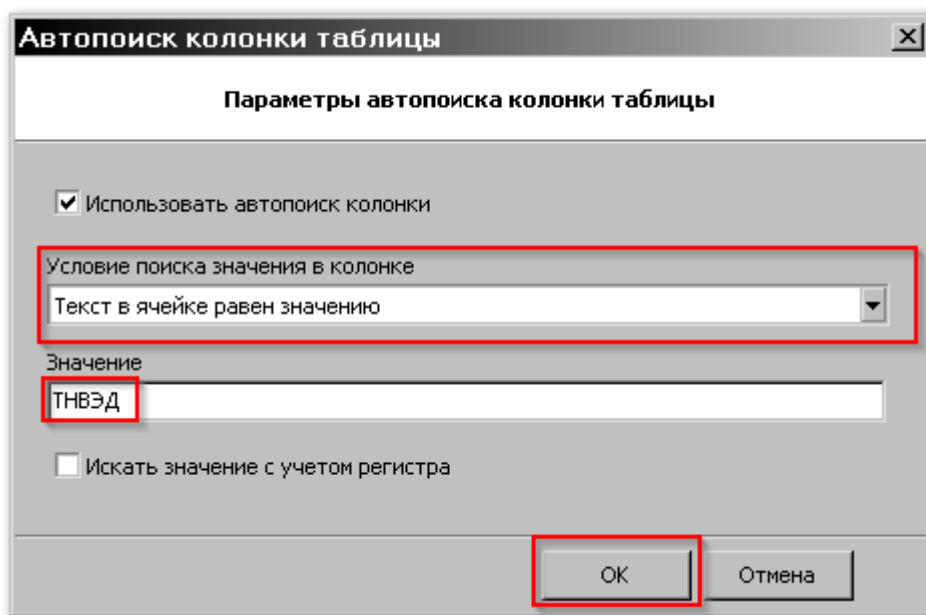 Автопоиск колонки таблицы
Параметры автопоиска колонки таблицы
Использовать автопоиск колонки
Условие поиска значения в колонке
Текст в ячейке равен значению
Значение
ТНВЭД
Искать значение с учетом регистра
ОК Отмена